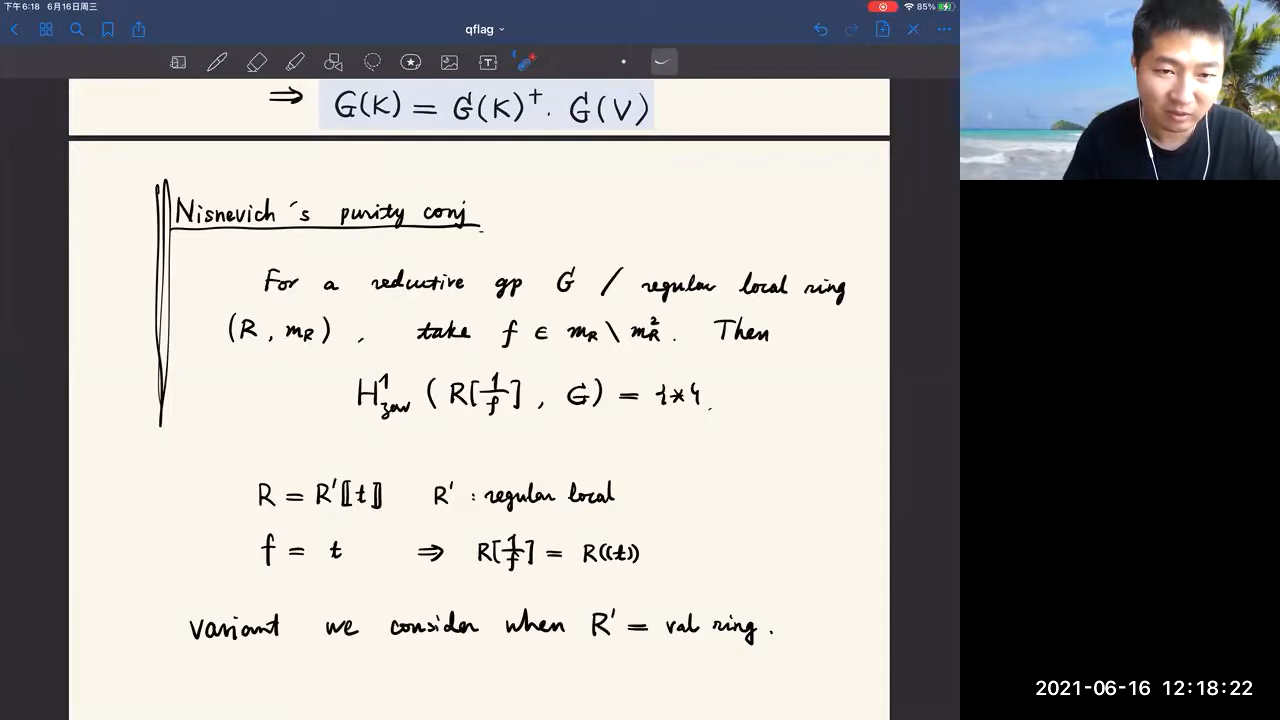 下午6:18 6月16日周三
85%
qflag
⇒ G(K) = G(K)⁺ · G(V)
Nisnevich's purity conj
For a reductive gp G / regular local ring
(R, m_R), take f ∈ m_R \ m_R². Then
H¹_zar (R[1/f], G) = {*}.
R = R'[[t]] R' : regular local
f = t ⇒ R[1/f] = R((t))
variant we consider when R' = val ring.
2021-06-16 12:18:22